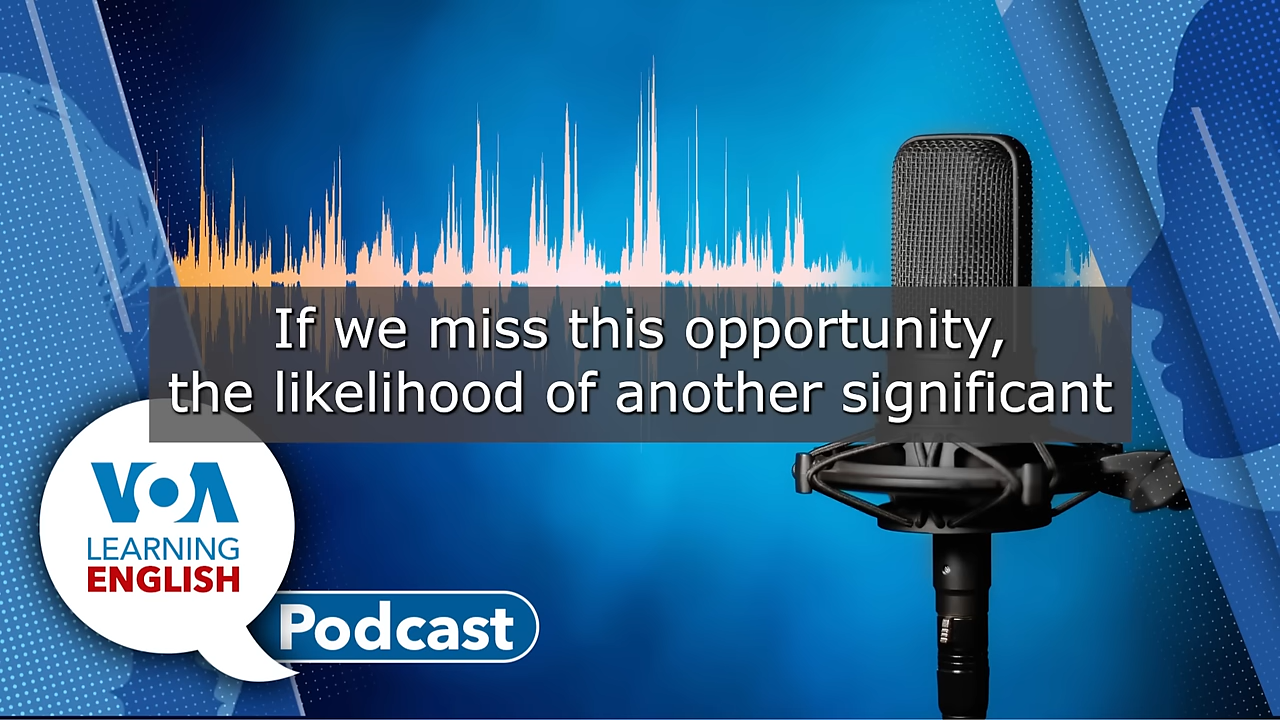 If we miss this opportunity,
the likelihood of another significant
VOA
LEARNING
ENGLISH
Podcast